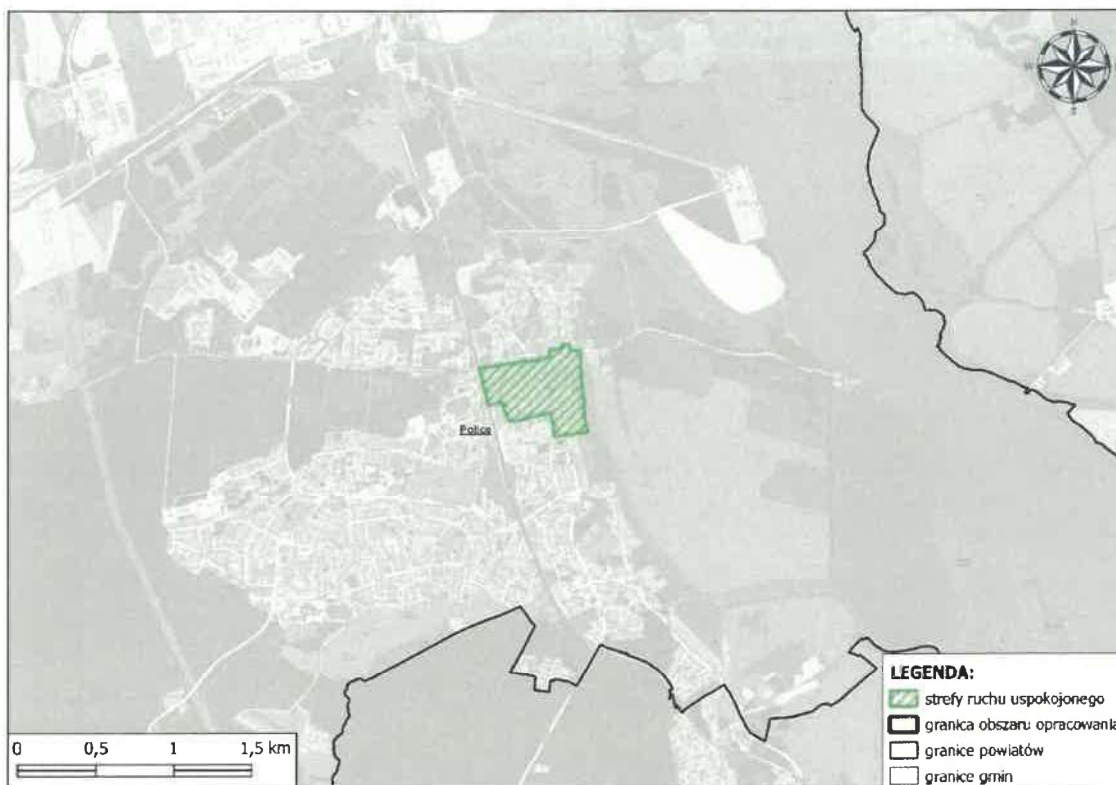 N
Police
LEGENDA:
strefy ruchu uspokojonego
granica obszaru opracowania
granice powiatów
granice gmin
0 0,5 1 1,5 km